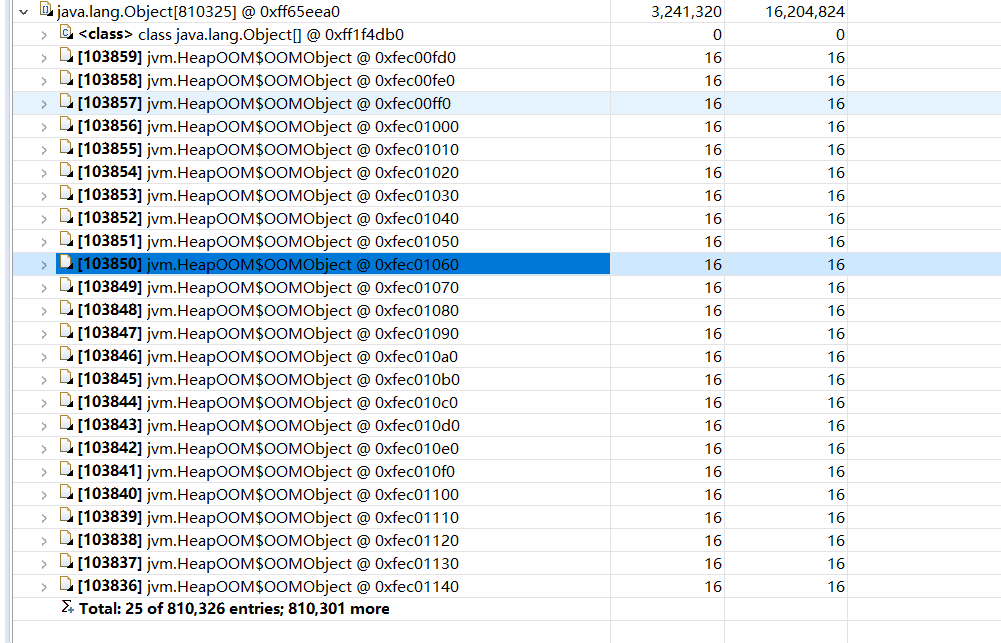 java.lang.Object[810325] @ 0xff65eea0 3,241,320 16,204,824
<class> class java.lang.Object[] @ 0xff1f4db0 0 0
[103859] jvm.HeapOOM$OOMObject @ 0xfec00fd0 16 16
[103858] jvm.HeapOOM$OOMObject @ 0xfec00fe0 16 16
[103857] jvm.HeapOOM$OOMObject @ 0xfec00ff0 16 16
[103856] jvm.HeapOOM$OOMObject @ 0xfec01000 16 16
[103855] jvm.HeapOOM$OOMObject @ 0xfec01010 16 16
[103854] jvm.HeapOOM$OOMObject @ 0xfec01020 16 16
[103853] jvm.HeapOOM$OOMObject @ 0xfec01030 16 16
[103852] jvm.HeapOOM$OOMObject @ 0xfec01040 16 16
[103851] jvm.HeapOOM$OOMObject @ 0xfec01050 16 16
[103850] jvm.HeapOOM$OOMObject @ 0xfec01060 16 16
[103849] jvm.HeapOOM$OOMObject @ 0xfec01070 16 16
[103848] jvm.HeapOOM$OOMObject @ 0xfec01080 16 16
[103847] jvm.HeapOOM$OOMObject @ 0xfec01090 16 16
[103846] jvm.HeapOOM$OOMObject @ 0xfec010a0 16 16
[103845] jvm.HeapOOM$OOMObject @ 0xfec010b0 16 16
[103844] jvm.HeapOOM$OOMObject @ 0xfec010c0 16 16
[103843] jvm.HeapOOM$OOMObject @ 0xfec010d0 16 16
[103842] jvm.HeapOOM$OOMObject @ 0xfec010e0 16 16
[103841] jvm.HeapOOM$OOMObject @ 0xfec010f0 16 16
[103840] jvm.HeapOOM$OOMObject @ 0xfec01100 16 16
[103839] jvm.HeapOOM$OOMObject @ 0xfec01110 16 16
[103838] jvm.HeapOOM$OOMObject @ 0xfec01120 16 16
[103837] jvm.HeapOOM$OOMObject @ 0xfec01130 16 16
[103836] jvm.HeapOOM$OOMObject @ 0xfec01140 16 16
Total: 25 of 810,326 entries; 810,301 more